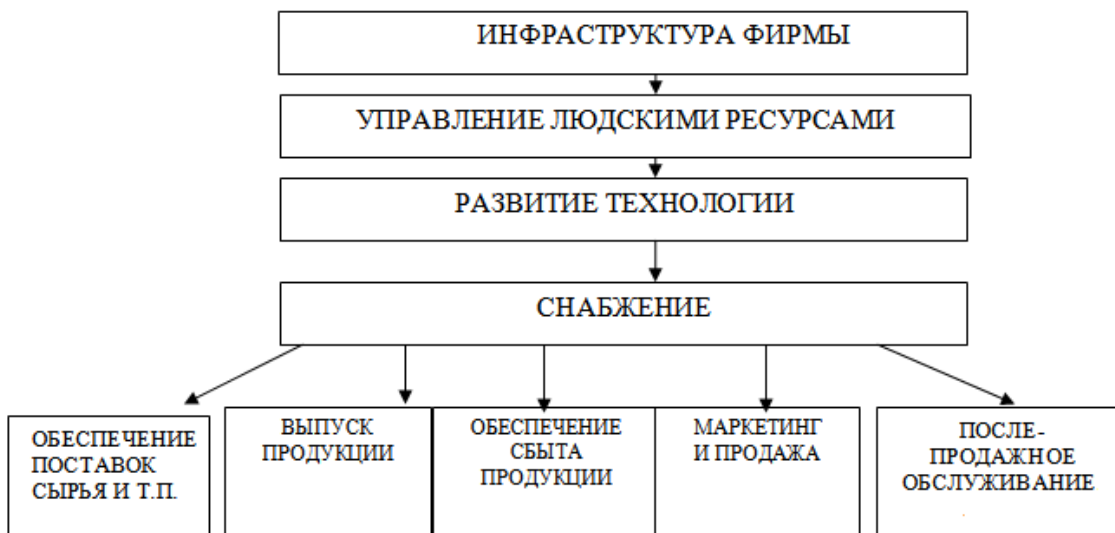 ИНФРАСТРУКТУРА ФИРМЫ
УПРАВЛЕНИЕ ЛЮДСКИМИ РЕСУРСАМИ
РАЗВИТИЕ ТЕХНОЛОГИИ
СНАБЖЕНИЕ
ОБЕСПЕЧЕНИЕ
ПОСТАВОК
СЫРЬЯ И Т.П.
ВЫПУСК
ПРОДУКЦИИ
ОБЕСПЕЧЕНИЕ
СБЫТА
ПРОДУКЦИИ
МАРКЕТИНГ
И ПРОДАЖА
ПОСЛЕ-
ПРОДАЖНОЕ
ОБСЛУЖИВАНИЕ